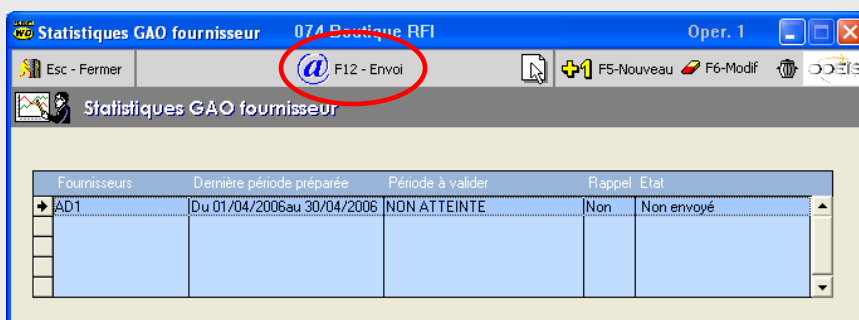 Statistiques GAO fournisseur 074 Boutique RFI Oper. 1
Esc - Fermer @ F12 - Envoi +1 F5-Nouveau F6-Modif
Statistiques GAO fournisseur
Fournisseurs Dernière période préparée Période à valider Rappel Etat
AD1 Du 01/04/2006au 30/04/2006 NON ATTEINTE Non Non envoyé